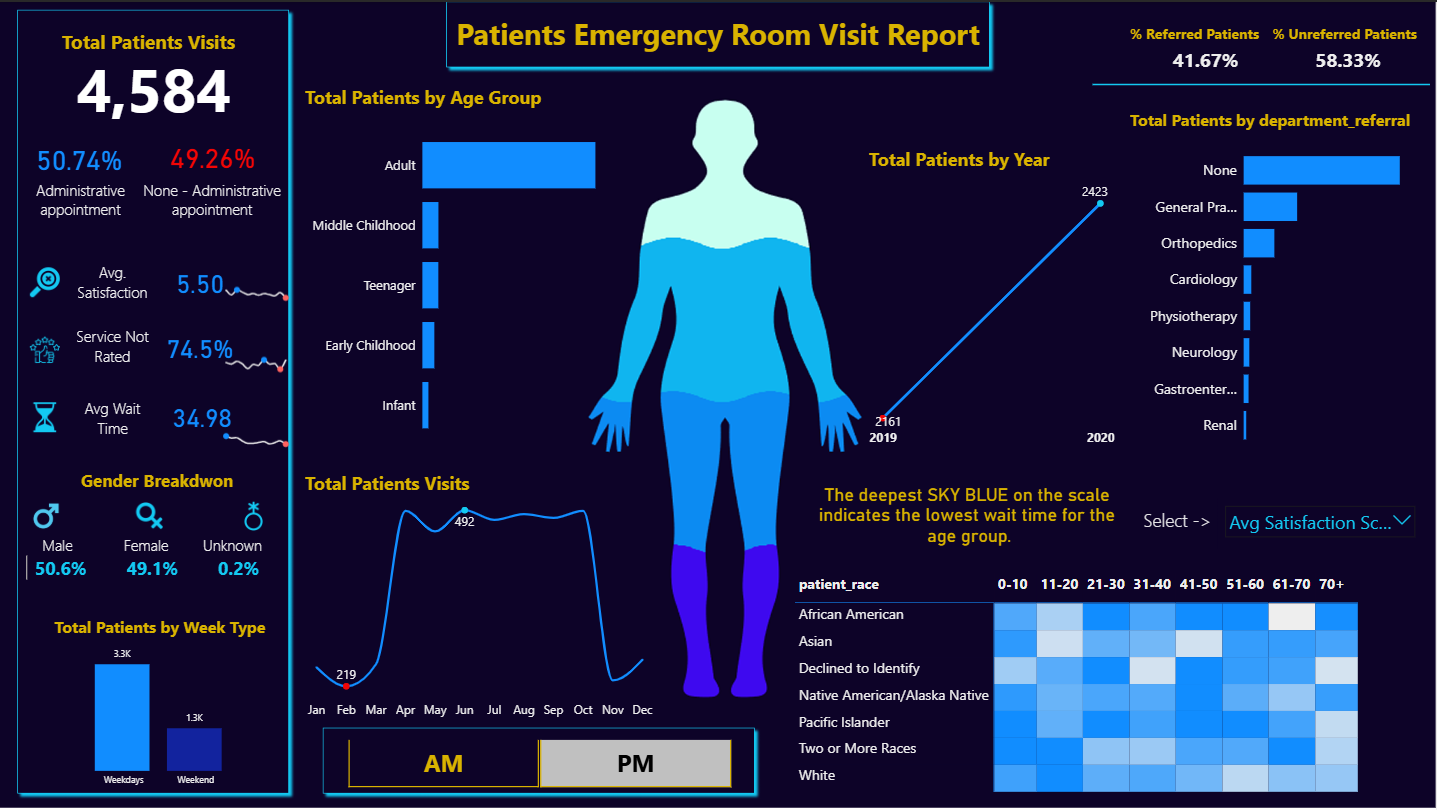 Patients Emergency Room Visit Report
Total Patients Visits
4,584
50.74%
Administrative
appointment
49.26%
None - Administrative
appointment
Avg.
Satisfaction
5.50
Service Not
Rated
74.5%
Avg Wait
Time
34.98
Gender Breakdwon
Male
50.6%
Female
49.1%
Unknown
0.2%
Total Patients by Week Type
3.3K
1.3K
Weekdays
Weekend
Total Patients by Age Group
Adult
Middle Childhood
Teenager
Early Childhood
Infant
Total Patients Visits
492
219
Jan Feb Mar Apr May Jun Jul Aug Sep Oct Nov Dec
AM
PM
Total Patients by Year
2423
2161
2019
2020
% Referred Patients
41.67%
% Unreferred Patients
58.33%
Total Patients by department_referral
None
General Pra...
Orthopedics
Cardiology
Physiotherapy
Neurology
Gastroenter...
Renal
The deepest SKY BLUE on the scale
indicates the lowest wait time for the
age group.
Select ->
Avg Satisfaction Sc...
patient_race 0-10 11-20 21-30 31-40 41-50 51-60 61-70 70+
African American
Asian
Declined to Identify
Native American/Alaska Native
Pacific Islander
Two or More Races
White